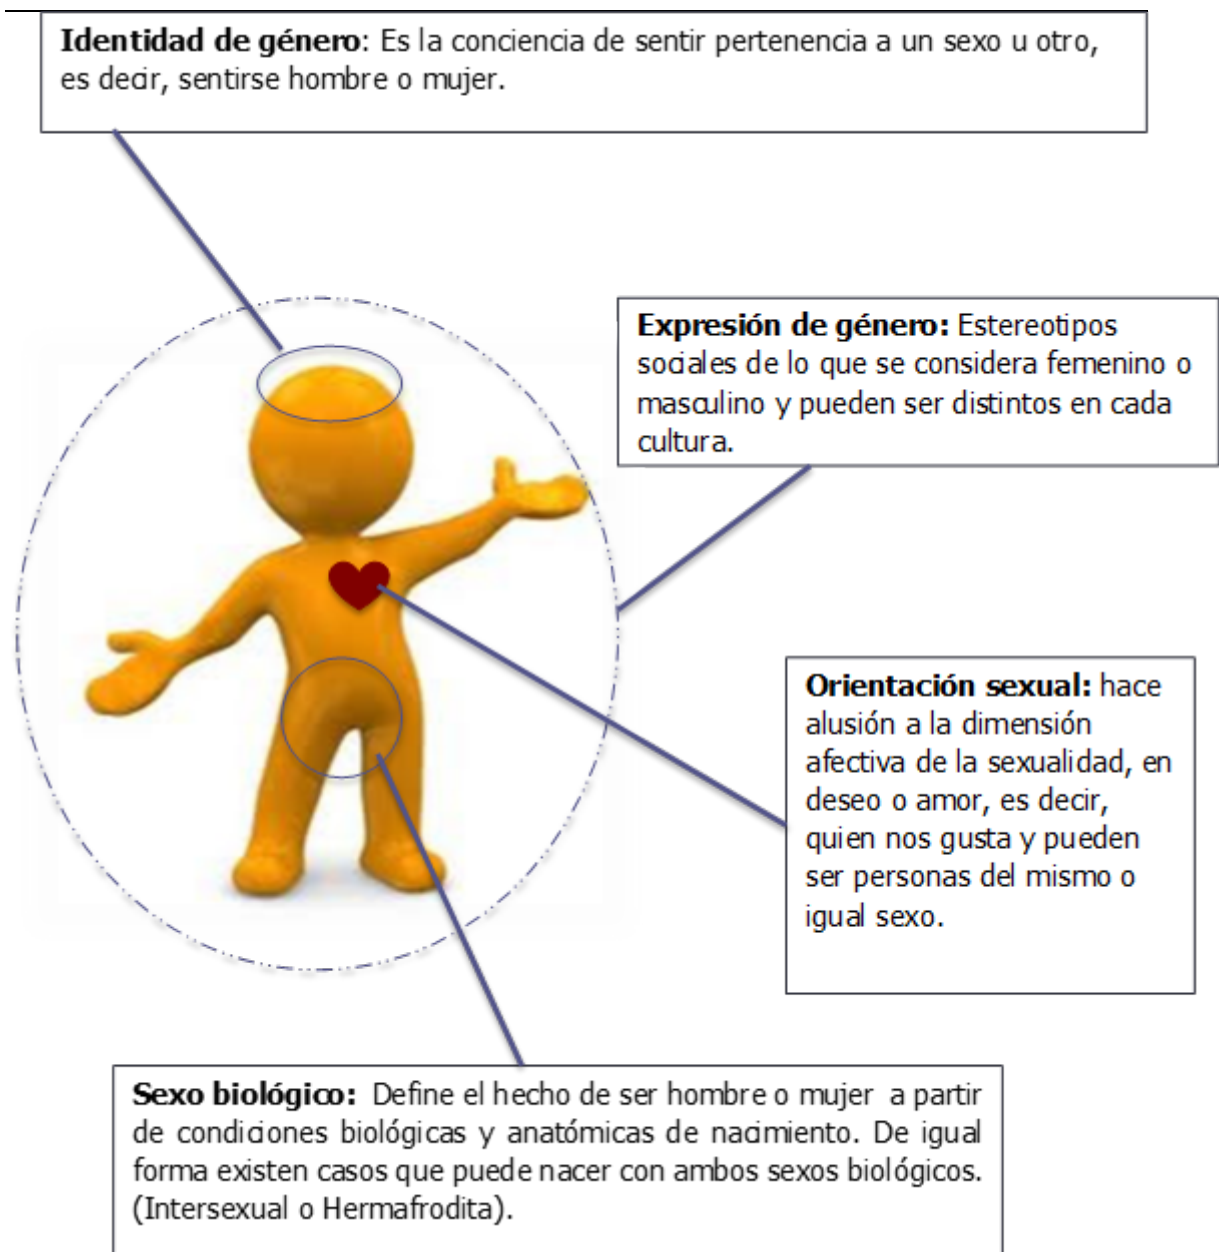 Identidad de género: Es la conciencia de sentir pertenencia a un sexo u otro,
es decir, sentirse hombre o mujer.
Expresión de género: Estereotipos
sociales de lo que se considera femenino o
masculino y pueden ser distintos en cada
cultura.
Orientación sexual: hace
alusión a la dimensión
afectiva de la sexualidad, en
deseo o amor, es decir,
quien nos gusta y pueden
ser personas del mismo o
igual sexo.
Sexo biológico: Define el hecho de ser hombre o mujer a partir
de condiciones biológicas y anatómicas de nacimiento. De igual
forma existen casos que puede nacer con ambos sexos biológicos.
(Intersexual o Hermafrodita).